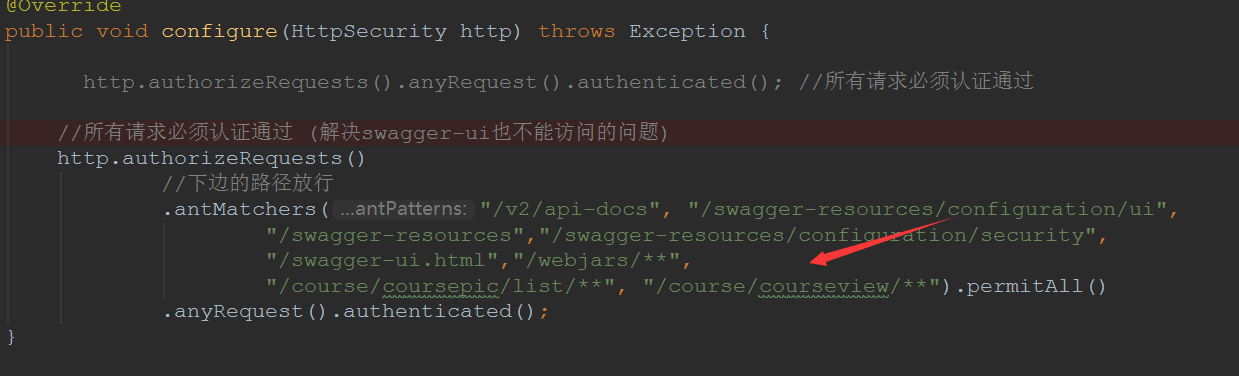 @Override
public void configure(HttpSecurity http) throws Exception {
http.authorizeRequests().anyRequest().authenticated(); //所有请求必须认证通过
//所有请求必须认证通过 (解决swagger-ui也不能访问的问题)
http.authorizeRequests()
//下边的路径放行
.antMatchers( ...antPatterns: "/v2/api-docs", "/swagger-resources/configuration/ui",
"/swagger-resources","/swagger-resources/configuration/security",
"/swagger-ui.html","/webjars/**",
"/course/coursepic/list/**", "/course/courseview/**").permitAll()
.anyRequest().authenticated();
}